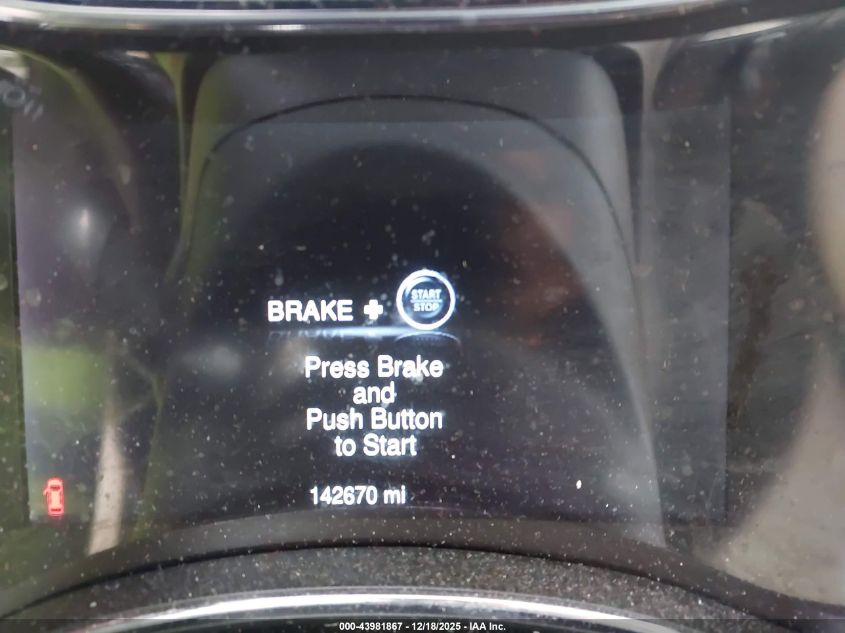 BRAKE + START
STOP
Press Brake
and
Push Button
to Start
142670 mi
000-43981867 - 12/18/2025 - IAA Inc.